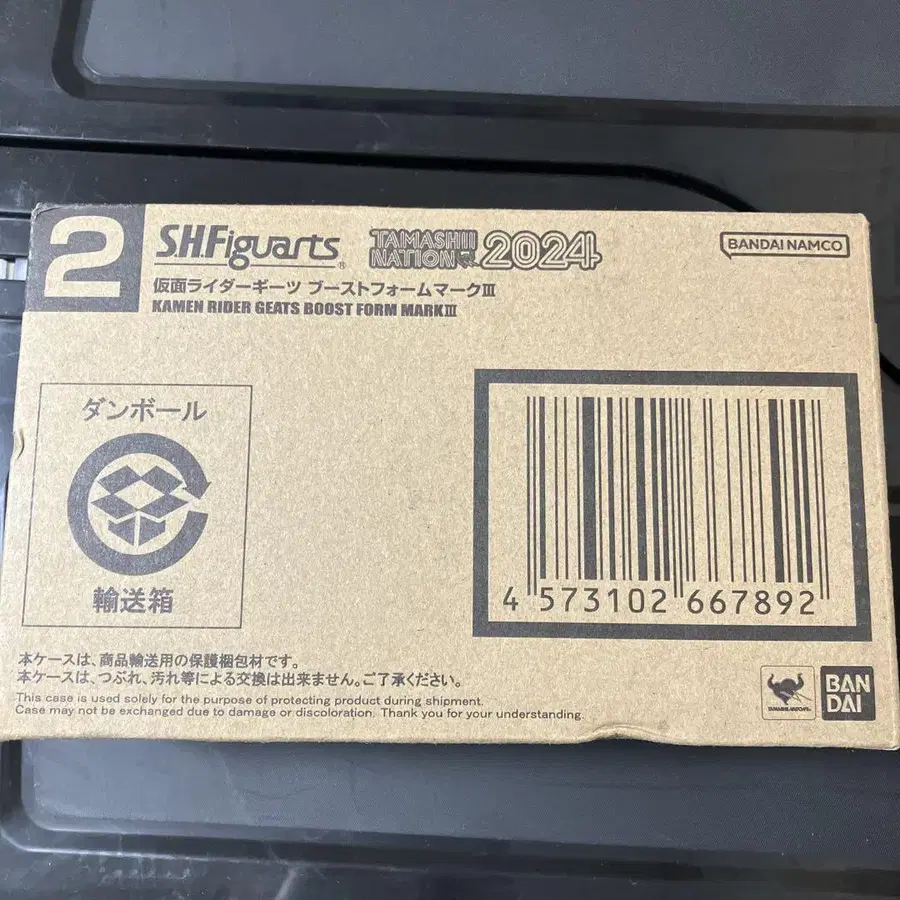 2
S.H.Figuarts®
TAMASHII NATION 2024
BANDAI NAMCO
仮面ライダーギーツ ブーストフォームマークⅢ
KAMEN RIDER GEATS BOOST FORM MARKⅢ
ダンボール
輸送箱
4 573102 667892
本ケースは、商品輸送用の保護梱包材です。
本ケースは、つぶれ、汚れ等による交換は出来ません。ご了承ください。
This case is used solely for the purpose of protecting product during shipment.
Case may not be exchanged due to damage or discoloration. Thank you for your understanding.
TAMASHII NATIONS
BAN
DAI